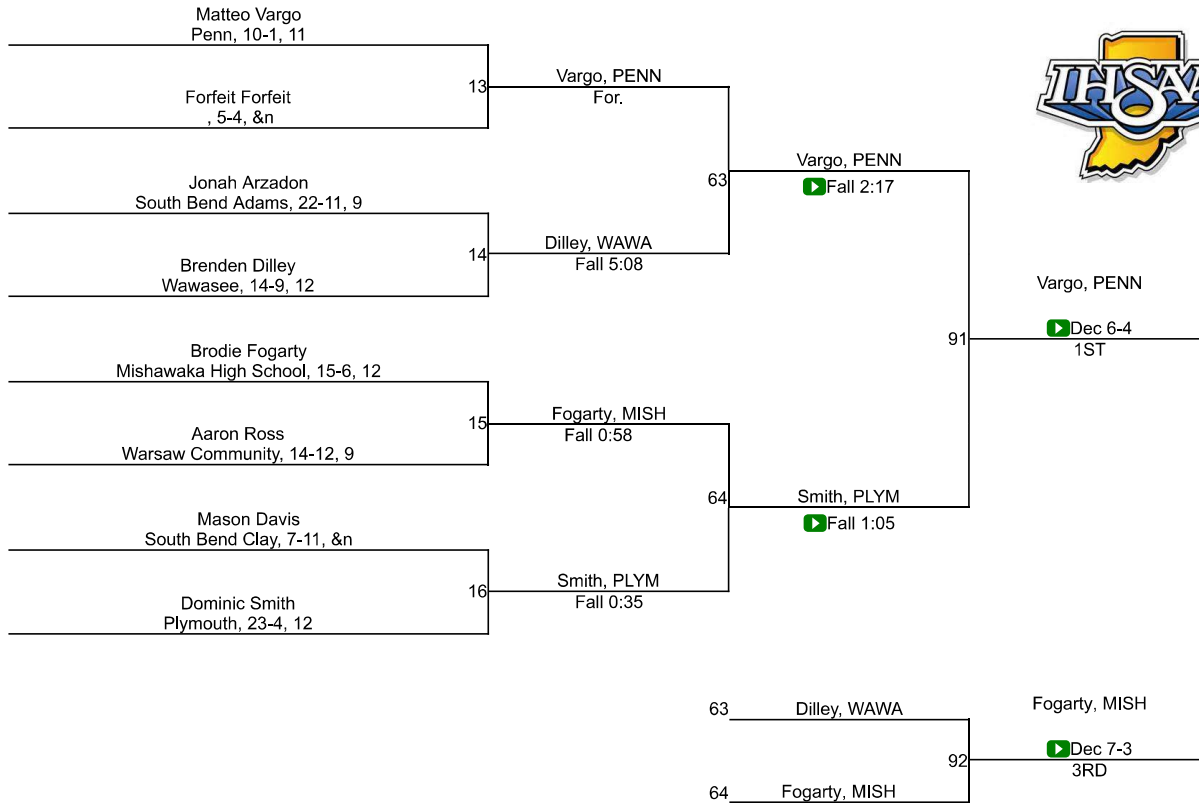 Matteo Vargo
Penn, 10-1, 11
13
Vargo, PENN
For.
Forfeit Forfeit
, 5-4, &n
IHSAA
63
Vargo, PENN
Fall 2:17
Jonah Arzadon
South Bend Adams, 22-11, 9
14
Dilley, WAWA
Fall 5:08
Brenden Dilley
Wawasee, 14-9, 12
91
Vargo, PENN
Dec 6-4
1ST
Brodie Fogarty
Mishawaka High School, 15-6, 12
15
Fogarty, MISH
Fall 0:58
Aaron Ross
Warsaw Community, 14-12, 9
64
Smith, PLYM
Fall 1:05
Mason Davis
South Bend Clay, 7-11, &n
16
Smith, PLYM
Fall 0:35
Dominic Smith
Plymouth, 23-4, 12
63
Dilley, WAWA
92
Fogarty, MISH
Dec 7-3
3RD
64
Fogarty, MISH